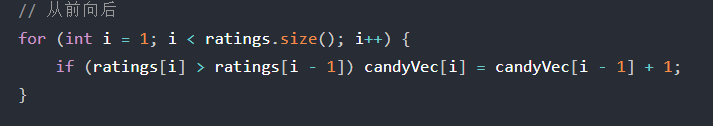 // 从前向后
for (int i = 1; i < ratings.size(); i++) {
    if (ratings[i] > ratings[i - 1]) candyVec[i] = candyVec[i - 1] + 1;
}